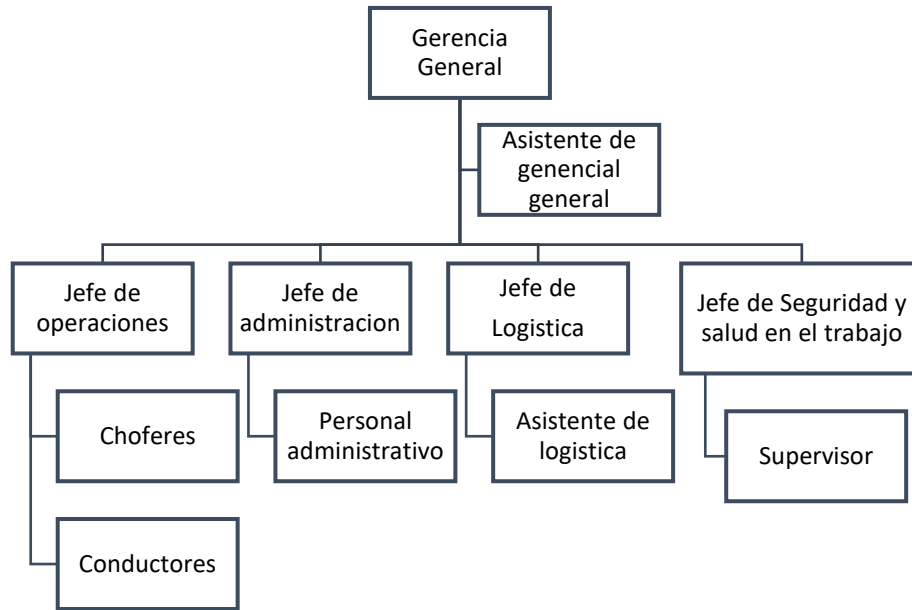 Gerencia
General
Asistente de
genencial
general
Jefe de
operaciones
Jefe de
administracion
Jefe de
Logistica
Jefe de Seguridad y
salud en el trabajo
Choferes
Personal
administrativo
Asistente de
logistica
Supervisor
Conductores